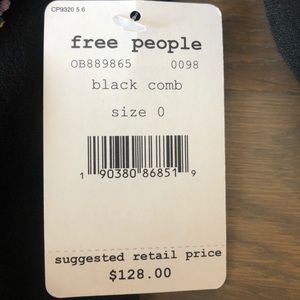 CP9320 5.6
free people
OB889865 0098
black comb
size 0
1 90380 86851 9
suggested retail price
$128.00